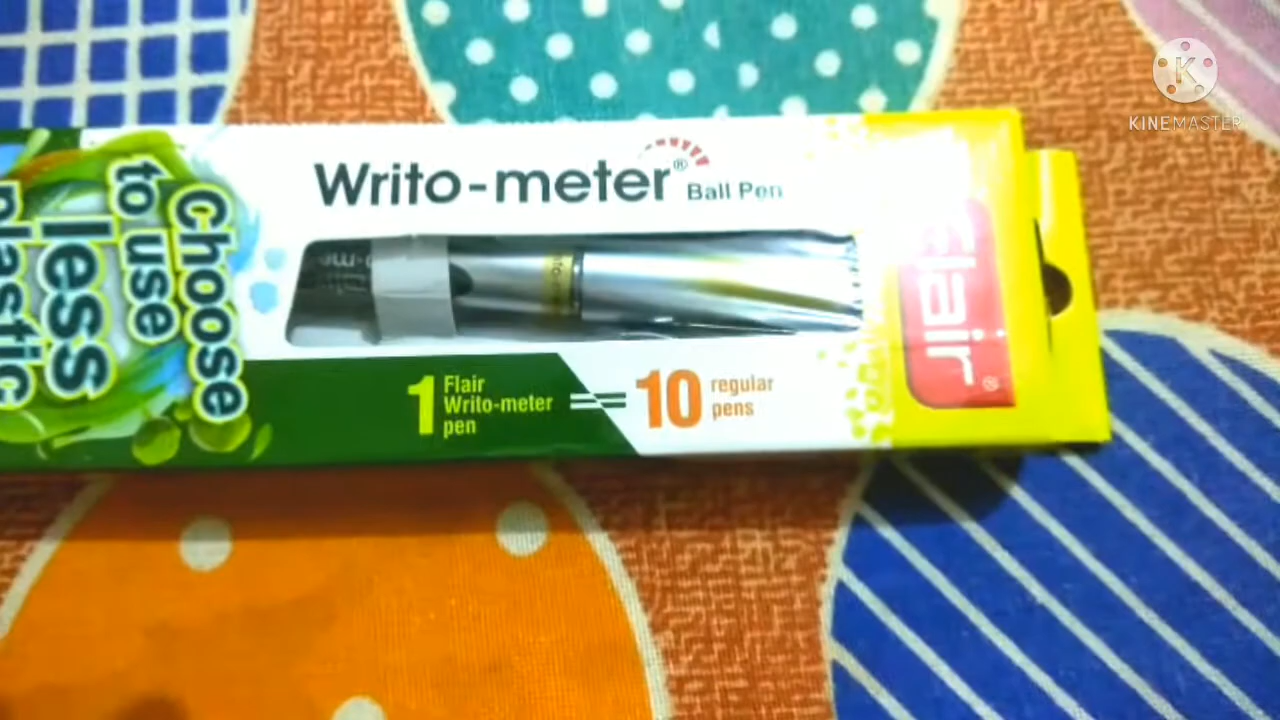 KINEMASTER
Writo-meter®
Ball Pen
Choose
to use
less
plastic
1 Flair
Writo-meter
pen
10 regular
pens
Flair®